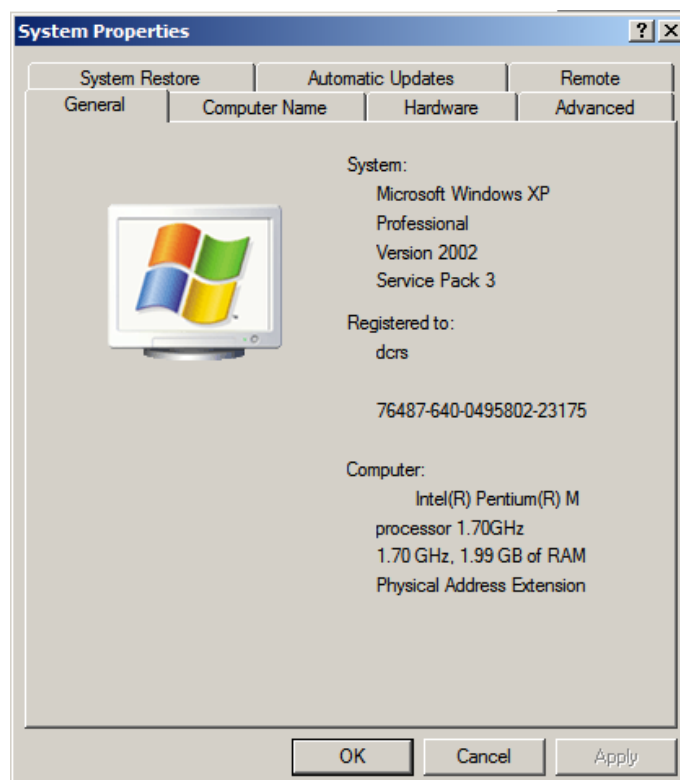 System Properties
System Restore Automatic Updates Remote
General Computer Name Hardware Advanced
System:
Microsoft Windows XP
Professional
Version 2002
Service Pack 3
Registered to:
dcrs
76487-640-0495802-23175
Computer:
Intel(R) Pentium(R) M
processor 1.70GHz
1.70 GHz, 1.99 GB of RAM
Physical Address Extension
OK Cancel Apply